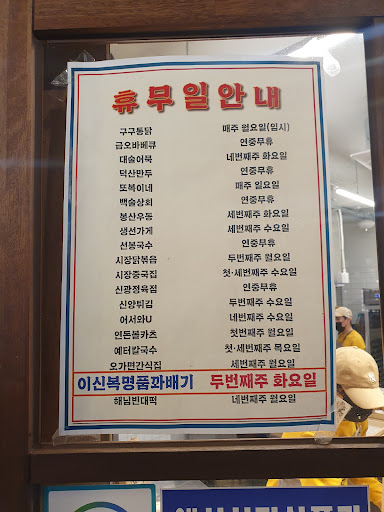 휴무일안내
구구통닭 매주 월요일(임시)
금오바베큐 연중무휴
대술어묵 네번째주 화요일
덕산만두 연중무휴
또복이네 매주 일요일
백술상회 연중무휴
봉산우동 세번째주 화요일
생선가게 세번째주 수요일
선봉국수 연중무휴
시장닭볶음 두번째주 월요일
시장중국집 첫·세번째주 수요일
신광정육점 연중무휴
신양튀김 두번째주 수요일
어서와U 네번째주 수요일
연돈볼카츠 첫번째주 월요일
예터칼국수 첫·세번째주 목요일
오가편간식집 세번째주 월요일
이신복명품꽈배기 두번째주 화요일
해님빈대떡 네번째주 월요일